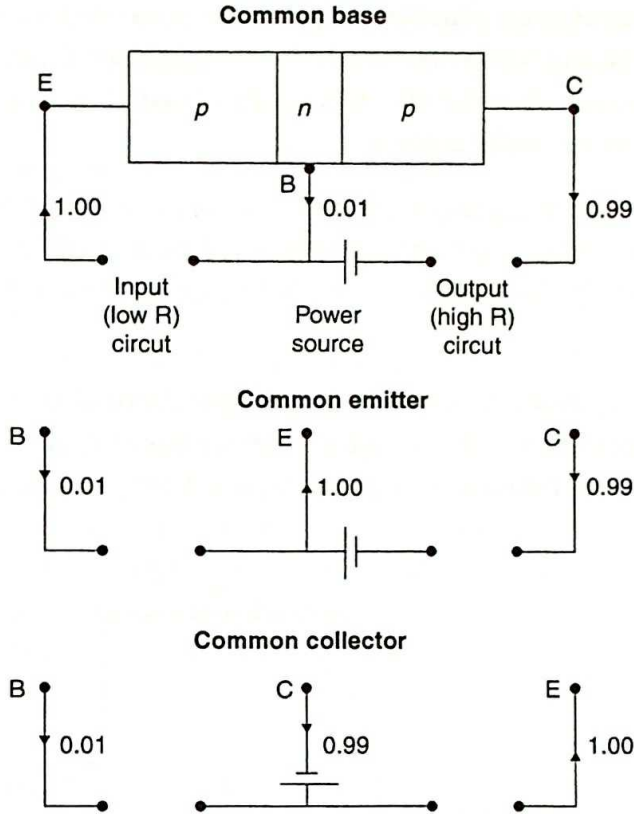 Common base
E
C
p
n
p
B
1.00
0.01
0.99
Input
(low R)
circut
Power
source
Output
(high R)
circut
Common emitter
B
E
C
0.01
1.00
0.99
Common collector
B
C
E
0.01
0.99
1.00